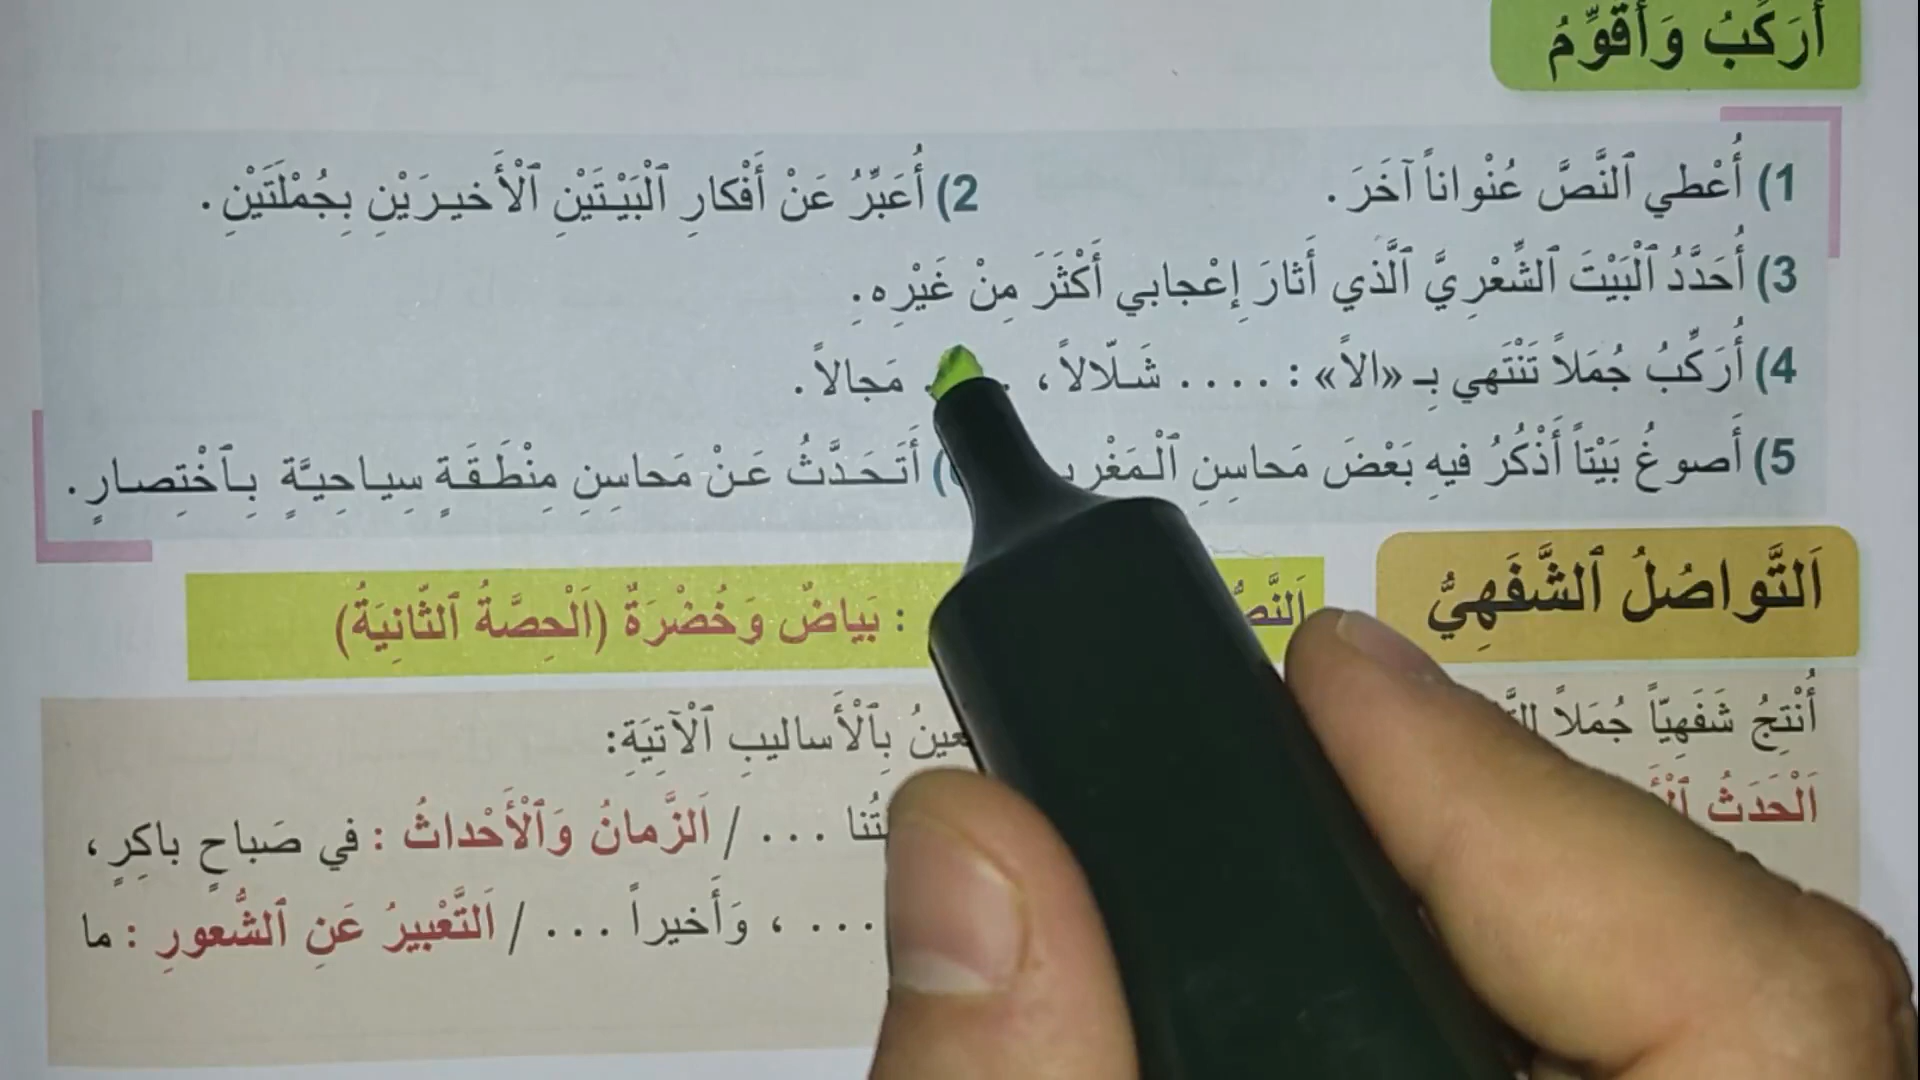 أُرَكِّبُ وَأُقَوِّمُ
1) أُعْطي ٱلنَّصَّ عُنْواناً آخَرَ. 2) أُعَبِّرُ عَنْ أَفْكارِ ٱلْبَيْتَيْنِ ٱلْأَخيرَيْنِ بِجُمْلَتَيْنِ.
3) أُحَدَّدُ ٱلْبَيْتَ ٱلشِّعْرِيَّ ٱلَّذي أَثارَ إِعْجابي أَكْثَرَ مِنْ غَيْرِهِ.
4) أُرَكِّبُ جُمَلاً تَنْتَهي بِـ «الاً» : .... شَلّالاً، . . مَجالاً.
5) أَصوغُ بَيْتاً أَذْكُرُ فيهِ بَعْضَ مَحاسِنِ ٱلْمَغْرِبِ ) أَتَحَدَّثُ عَنْ مَحاسِنِ مِنْطَقَةٍ سِياحِيَّةٍ بِٱخْتِصارٍ.
اَلتَّواصُلُ ٱلشَّفَهِيُّ
: بَياضٌ وَخُضْرَةٌ (اَلْحِصَّةُ ٱلثّانِيَةُ)
أُنْتِجُ شَفَهِيّاً جُمَلاً بِٱلْأَساليبِ ٱلْآتِيَةِ:
اَلْحَدَثُ ... / اَلزَّمانُ وَٱلْأَحْداثُ : في صَباحٍ باكِرٍ،
...، وَأَخيراً ... / اَلتَّعْبيرُ عَنِ ٱلشُّعورِ : ما